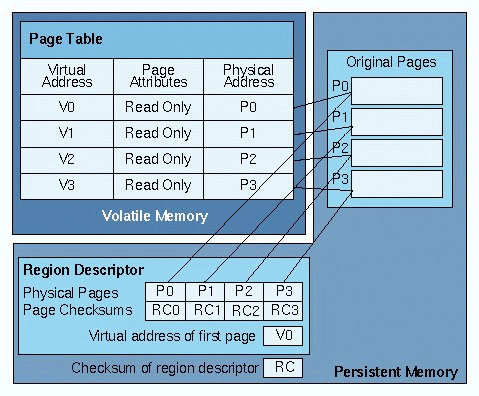 Page Table
Virtual Address Page Attributes Physical Address
V0 Read Only P0
V1 Read Only P1
V2 Read Only P2
V3 Read Only P3
Volatile Memory
Original Pages
P0
P1
P2
P3
Region Descriptor
Physical Pages P0 P1 P2 P3
Page Checksums RC0 RC1 RC2 RC3
Virtual address of first page V0
Checksum of region descriptor RC
Persistent Memory